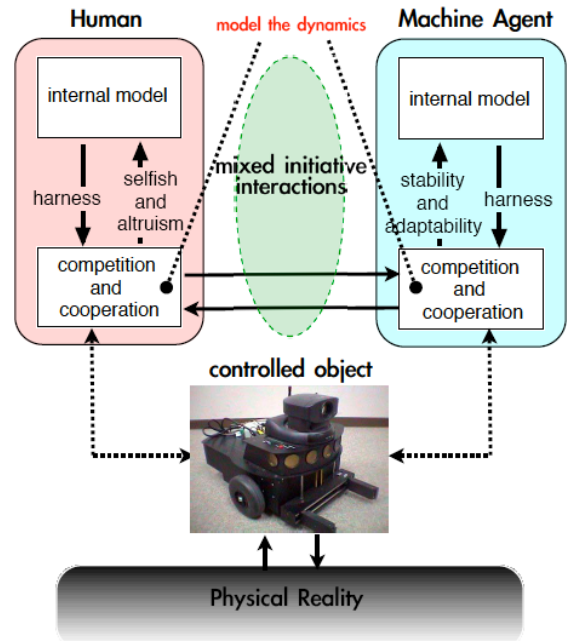 Human
model the dynamics
Machine Agent
internal model
internal model
mixed initiative
interactions
harness
selfish
and
altruism
stability
and
adaptability
harness
competition
and
cooperation
competition
and
cooperation
controlled object
Physical Reality